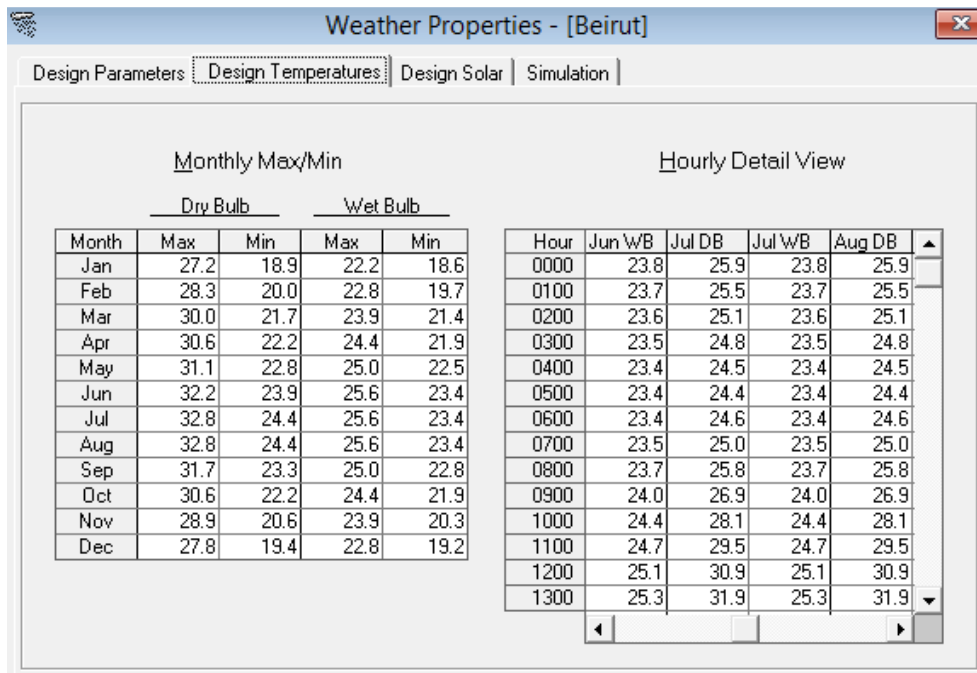 Weather Properties - [Beirut]
Design Parameters Design Temperatures Design Solar Simulation
Monthly Max/Min
Dry Bulb Wet Bulb
Month Max Min Max Min
Jan 27.2 18.9 22.2 18.6
Feb 28.3 20.0 22.8 19.7
Mar 30.0 21.7 23.9 21.4
Apr 30.6 22.2 24.4 21.9
May 31.1 22.8 25.0 22.5
Jun 32.2 23.9 25.6 23.4
Jul 32.8 24.4 25.6 23.4
Aug 32.8 24.4 25.6 23.4
Sep 31.7 23.3 25.0 22.8
Oct 30.6 22.2 24.4 21.9
Nov 28.9 20.6 23.9 20.3
Dec 27.8 19.4 22.8 19.2
Hourly Detail View
Hour Jun WB Jul DB Jul WB Aug DB
0000 23.8 25.9 23.8 25.9
0100 23.7 25.5 23.7 25.5
0200 23.6 25.1 23.6 25.1
0300 23.5 24.8 23.5 24.8
0400 23.4 24.5 23.4 24.5
0500 23.4 24.4 23.4 24.4
0600 23.4 24.6 23.4 24.6
0700 23.5 25.0 23.5 25.0
0800 23.7 25.8 23.7 25.8
0900 24.0 26.9 24.0 26.9
1000 24.4 28.1 24.4 28.1
1100 24.7 29.5 24.7 29.5
1200 25.1 30.9 25.1 30.9
1300 25.3 31.9 25.3 31.9